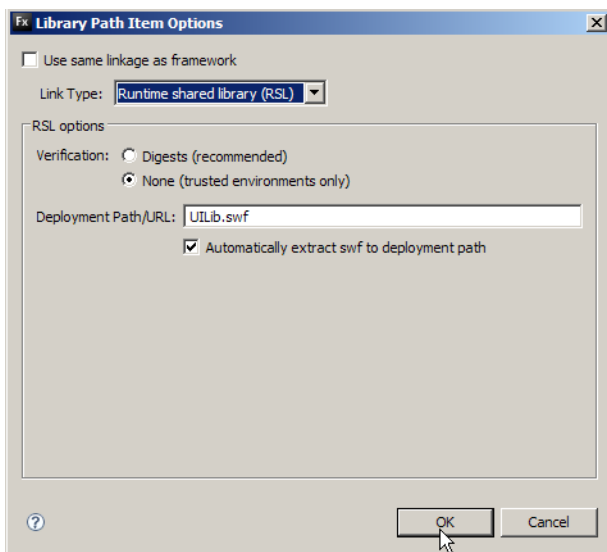 Fx Library Path Item Options
Use same linkage as framework
Link Type: Runtime shared library (RSL)
RSL options
Verification: Digests (recommended)
None (trusted environments only)
Deployment Path/URL: UILib.swf
Automatically extract swf to deployment path
? OK Cancel